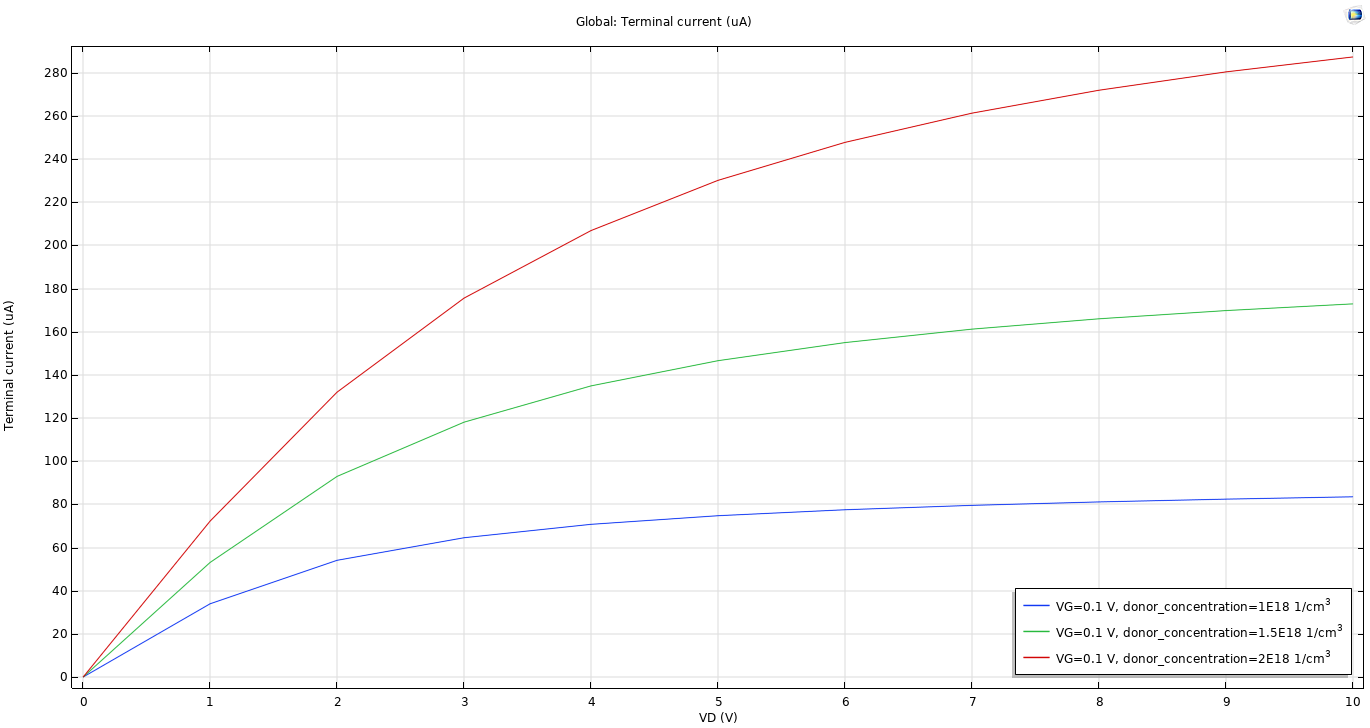 Global: Terminal current (uA)
Terminal current (uA)
280
260
240
220
200
180
160
140
120
100
80
60
40
20
0
0 1 2 3 4 5 6 7 8 9 10
VD (V)
VG=0.1 V, donor_concentration=1E18 1/cm³
VG=0.1 V, donor_concentration=1.5E18 1/cm³
VG=0.1 V, donor_concentration=2E18 1/cm³